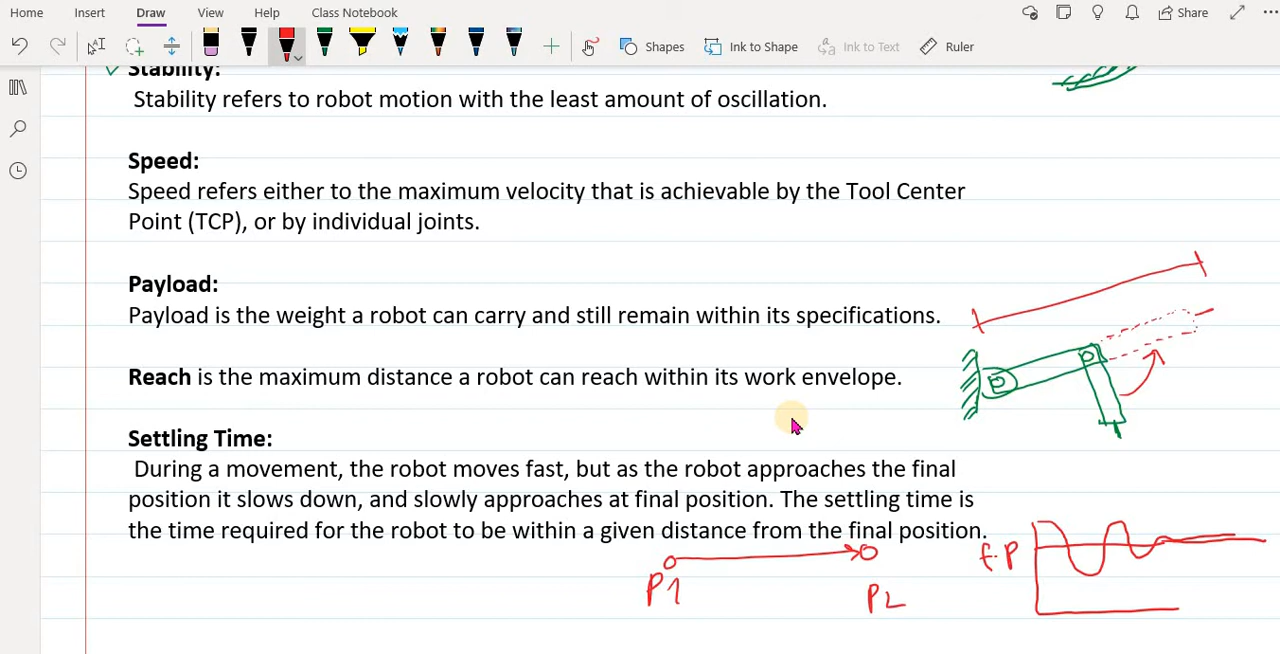 Home Insert Draw View Help Class Notebook Share
Shapes Ink to Shape Ink to Text Ruler
Stability:
Stability refers to robot motion with the least amount of oscillation.
Speed:
Speed refers either to the maximum velocity that is achievable by the Tool Center
Point (TCP), or by individual joints.
Payload:
Payload is the weight a robot can carry and still remain within its specifications.
Reach is the maximum distance a robot can reach within its work envelope.
Settling Time:
During a movement, the robot moves fast, but as the robot approaches the final
position it slows down, and slowly approaches at final position. The settling time is
the time required for the robot to be within a given distance from the final position.
f.P
P1 P2